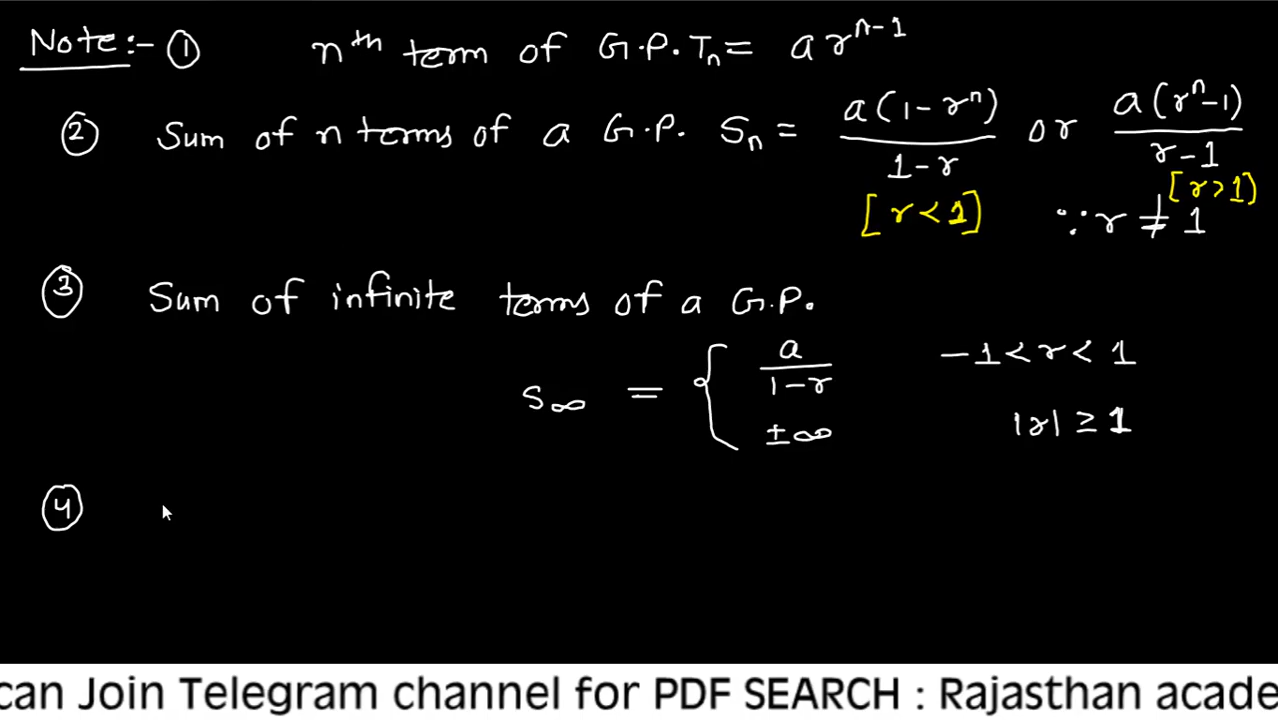 Note:- ① nth term of G.P. Tn = ar^(n-1)
② Sum of n terms of a G.P. Sn = a(1-r^n)/(1-r) or a(r^n-1)/(r-1)
[r<1] ∵ r ≠ 1 [r>1]
③ Sum of infinite terms of a G.P.
S∞ = { a/(1-r) -1<r<1
±∞ |r| ≥ 1
④
can Join Telegram channel for PDF SEARCH : Rajasthan acade